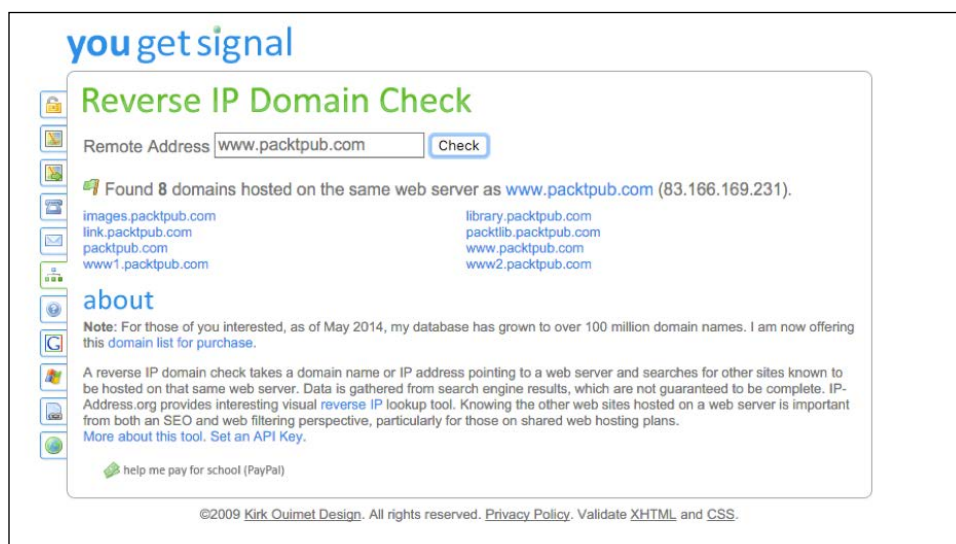 you get signal
Reverse IP Domain Check
Remote Address www.packtpub.com Check
Found 8 domains hosted on the same web server as www.packtpub.com (83.166.169.231).
images.packtpub.com library.packtpub.com
link.packtpub.com packtlib.packtpub.com
packtpub.com www.packtpub.com
www1.packtpub.com www2.packtpub.com
about
Note: For those of you interested, as of May 2014, my database has grown to over 100 million domain names. I am now offering
this domain list for purchase.
A reverse IP domain check takes a domain name or IP address pointing to a web server and searches for other sites known to
be hosted on that same web server. Data is gathered from search engine results, which are not guaranteed to be complete. IP-
Address.org provides interesting visual reverse IP lookup tool. Knowing the other web sites hosted on a web server is important
from both an SEO and web filtering perspective, particularly for those on shared web hosting plans.
More about this tool. Set an API Key.
help me pay for school (PayPal)
©2009 Kirk Ouimet Design. All rights reserved. Privacy Policy. Validate XHTML and CSS.